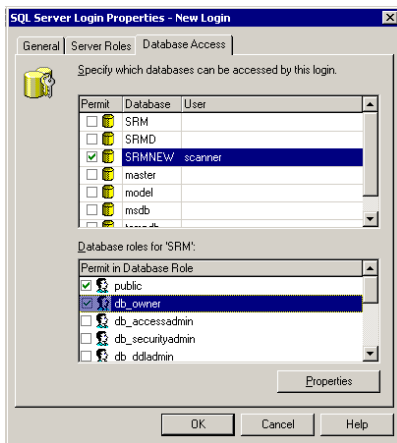 SQL Server Login Properties - New Login
General Server Roles Database Access
Specify which databases can be accessed by this login.
Permit Database User
SRM
SRMD
SRMNEW scanner
master
model
msdb
tempdb
Database roles for 'SRM':
Permit in Database Role
public
db_owner
db_accessadmin
db_securityadmin
db_ddladmin
Properties
OK Cancel Help